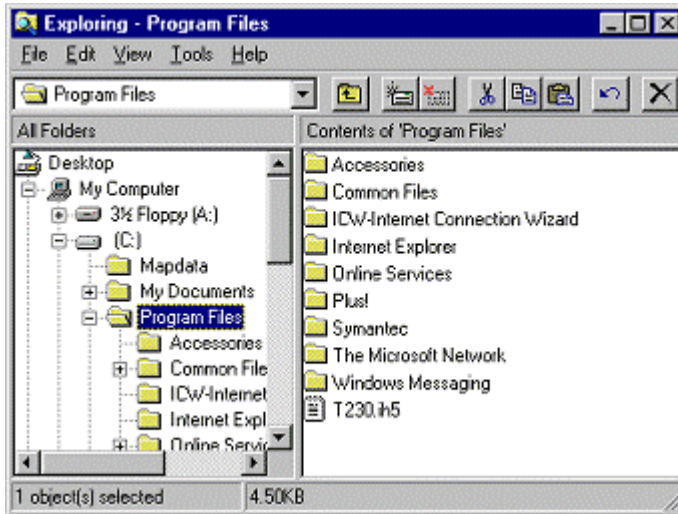 Exploring - Program Files
File Edit View Tools Help
Program Files
All Folders
Contents of 'Program Files'
Desktop
My Computer
3½ Floppy (A:)
(C:)
Mapdata
My Documents
Program Files
Accessories
Common File
ICW-Internet
Internet Expl
Online Servic
Accessories
Common Files
ICW-Internet Connection Wizard
Internet Explorer
Online Services
Plus!
Symantec
The Microsoft Network
Windows Messaging
T230.ih5
1 object(s) selected
4.50KB